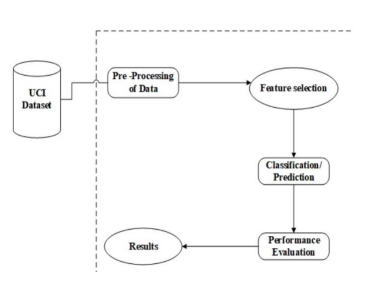 UCI
Dataset
Pre -Processing
of Data
Feature selection
Classification/
Prediction
Performance
Evaluation
Results